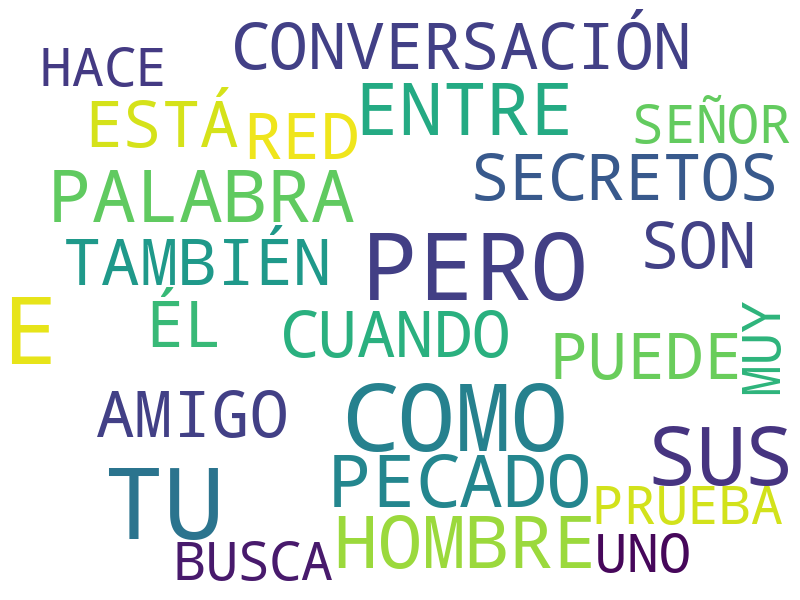 CONVERSACIÓN
HACE
ENTRE
ESTÁ
RED
SEÑOR
SECRETOS
PALABRA
TAMBIÉN
PERO
SON
E
ÉL
CUANDO
PUEDE
MUY
AMIGO
COMO
SUS
TU
PECADO
PRUEBA
HOMBRE
BUSCA
UNO